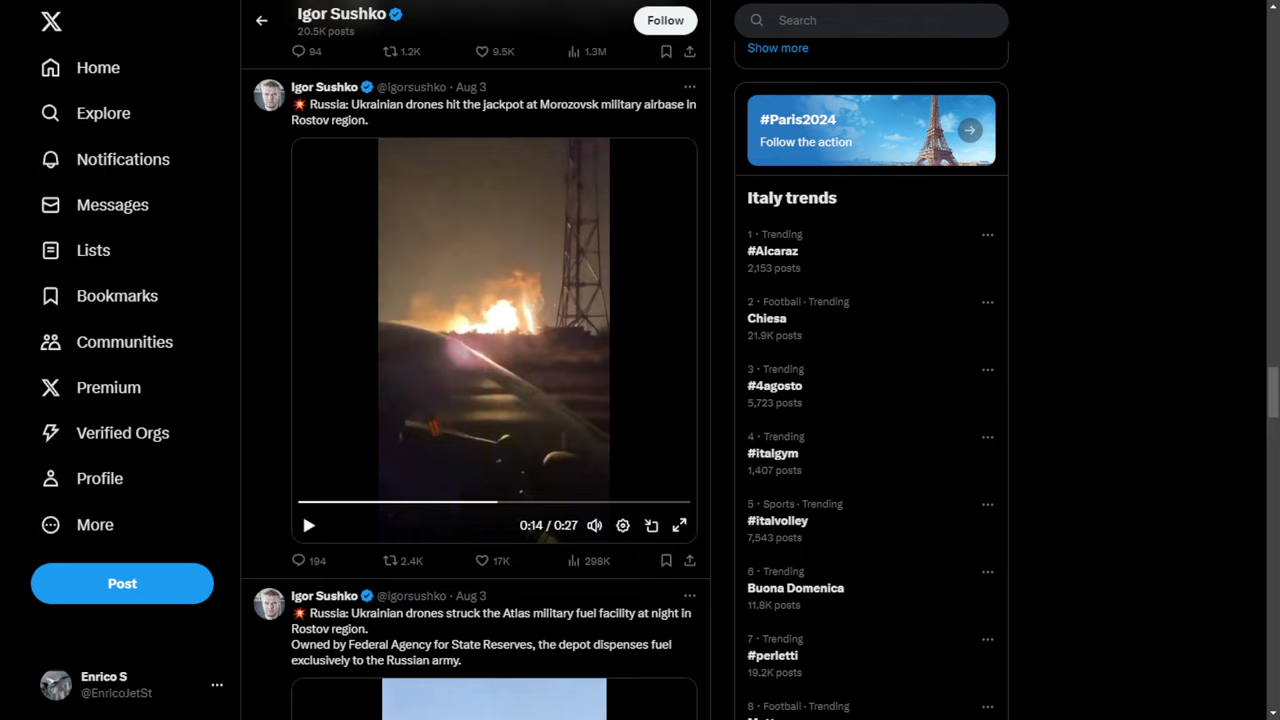 Home
Explore
Notifications
Messages
Lists
Bookmarks
Communities
Premium
Verified Orgs
Profile
More
Post
Enrico S
@EnricoJetSt
Igor Sushko
20.5K posts
Follow
94 1.2K 9.5K 1.3M
Igor Sushko @Igorsushko · Aug 3
💥 Russia: Ukrainian drones hit the jackpot at Morozovsk military airbase in
Rostov region.
0:14 / 0:27
194 2.4K 17K 298K
Igor Sushko @Igorsushko · Aug 3
💥 Russia: Ukrainian drones struck the Atlas military fuel facility at night in
Rostov region.
Owned by Federal Agency for State Reserves, the depot dispenses fuel
exclusively to the Russian army.
Search
Show more
#Paris2024
Follow the action
Italy trends
1 · Trending
#Alcaraz
2,153 posts
2 · Football · Trending
Chiesa
21.9K posts
3 · Trending
#4agosto
5,723 posts
4 · Trending
#italgym
1,407 posts
5 · Sports · Trending
#italvolley
7,543 posts
6 · Trending
Buona Domenica
11.8K posts
7 · Trending
#perletti
19.2K posts
8 · Football · Trending